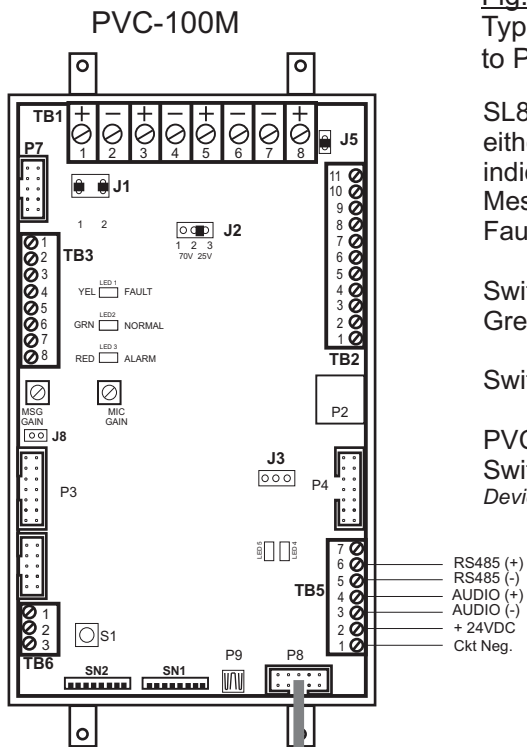 PVC-100M
TB1
+ − + − + − − +
1 2 3 4 5 6 7 8
P7
J5
J1
1 2
J2
1 2 3
70V 25V
11
10
9
8
7
6
5
4
3
2
1
TB2
1
2
3
4
5
6
7
8
TB3
LED 1
YEL FAULT
LED2
GRN NORMAL
LED 3
RED ALARM
MSG
GAIN
MIC
GAIN
J8
P2
P3
J3
P4
LED 5
LED 4
7
6 RS485 (+)
5 RS485 (-)
TB5
4 AUDIO (+)
3 AUDIO (-)
2 + 24VDC
1 Ckt Neg.
1
2
3
TB6
S1
SN2
SN1
P9
P8
Typ
to P
SL8
eithe
indic
Mes
Faul
Swit
Gre
Swit
PVC
Swit
Devi